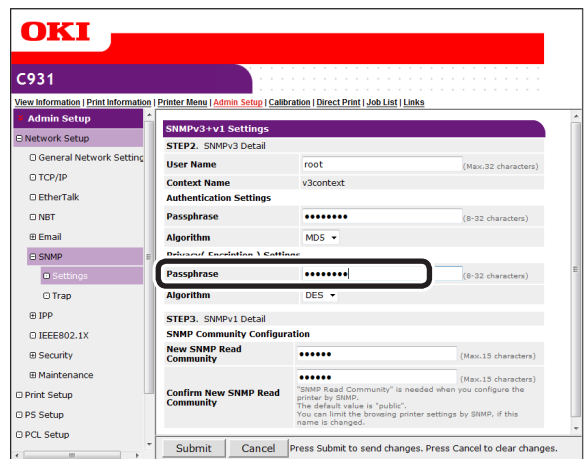 OKI
C931
View Information | Print Information | Printer Menu | Admin Setup | Calibration | Direct Print | Job List | Links
Admin Setup
Network Setup
General Network Setting
TCP/IP
EtherTalk
NBT
Email
SNMP
Settings
Trap
IPP
IEEE802.1X
Security
Maintenance
Print Setup
PS Setup
PCL Setup
SNMPv3+v1 Settings
STEP2. SNMPv3 Detail
User Name root (Max.32 characters)
Context Name v3context
Authentication Settings
Passphrase •••••••• (8-32 characters)
Algorithm MD5
Privacy( Encription ) Settings
Passphrase •••••••• (8-32 characters)
Algorithm DES
STEP3. SNMPv1 Detail
SNMP Community Configuration
New SNMP Read Community •••••• (Max.15 characters)
Confirm New SNMP Read Community •••••• (Max.15 characters)
"SNMP Read Community" is needed when you configure the
printer by SNMP.
The default value is "public".
You can limit the browsing printer settings by SNMP, if this
name is changed.
Submit Cancel Press Submit to send changes. Press Cancel to clear changes.